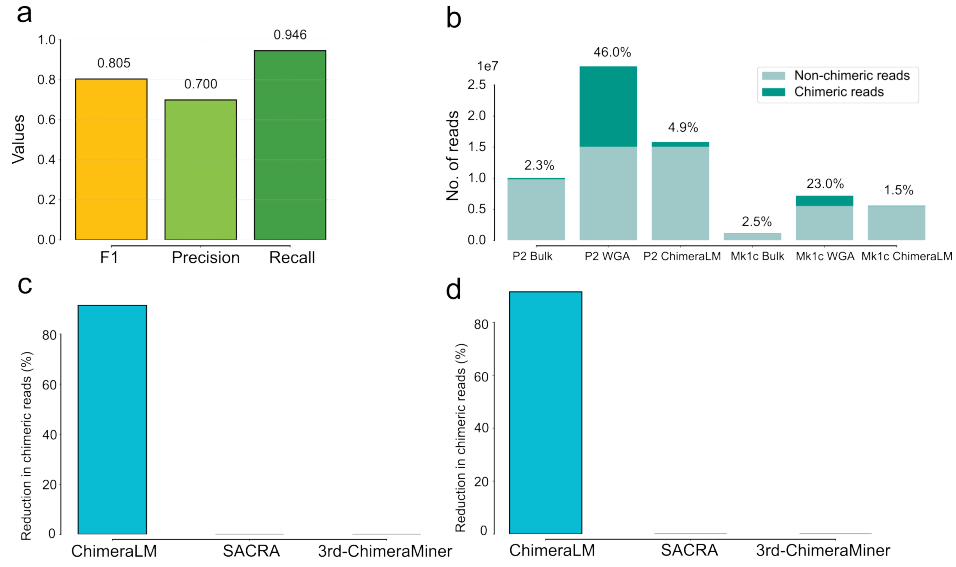 a
1.0
0.8
0.6
0.4
0.2
0.0
Values
0.805
0.700
0.946
F1 Precision Recall
b
1e7
2.5
2.0
1.5
1.0
0.5
0.0
No. of reads
Non-chimeric reads
Chimeric reads
2.3%
46.0%
4.9%
2.5%
23.0%
1.5%
P2 Bulk P2 WGA P2 ChimeraLM Mk1c Bulk Mk1c WGA Mk1c ChimeraLM
c
80
60
40
20
0
Reduction in chimeric reads (%)
ChimeraLM SACRA 3rd-ChimeraMiner
d
80
60
40
20
0
Reduction in chimeric reads (%)
ChimeraLM SACRA 3rd-ChimeraMiner